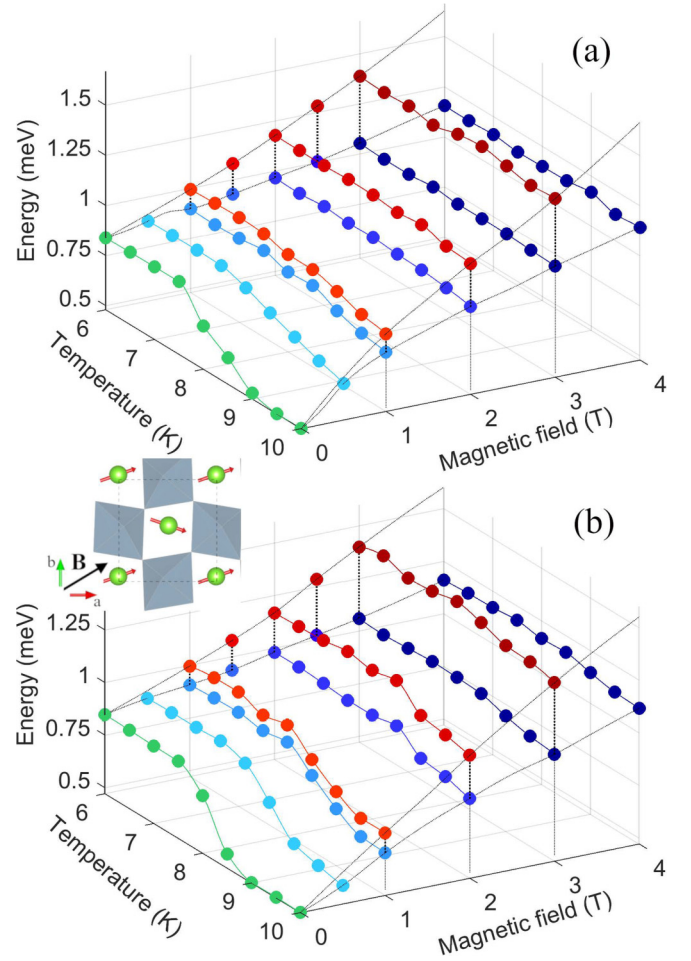 (a)
Energy (meV)
1.5
1.25
1
0.75
0.5
6
7
8
9
10
Temperature (K)
0
1
2
3
4
Magnetic field (T)
b
B
a
(b)
Energy (meV)
1.25
1
0.75
0.5
6
7
8
9
10
Temperature (K)
0
1
2
3
4
Magnetic field (T)